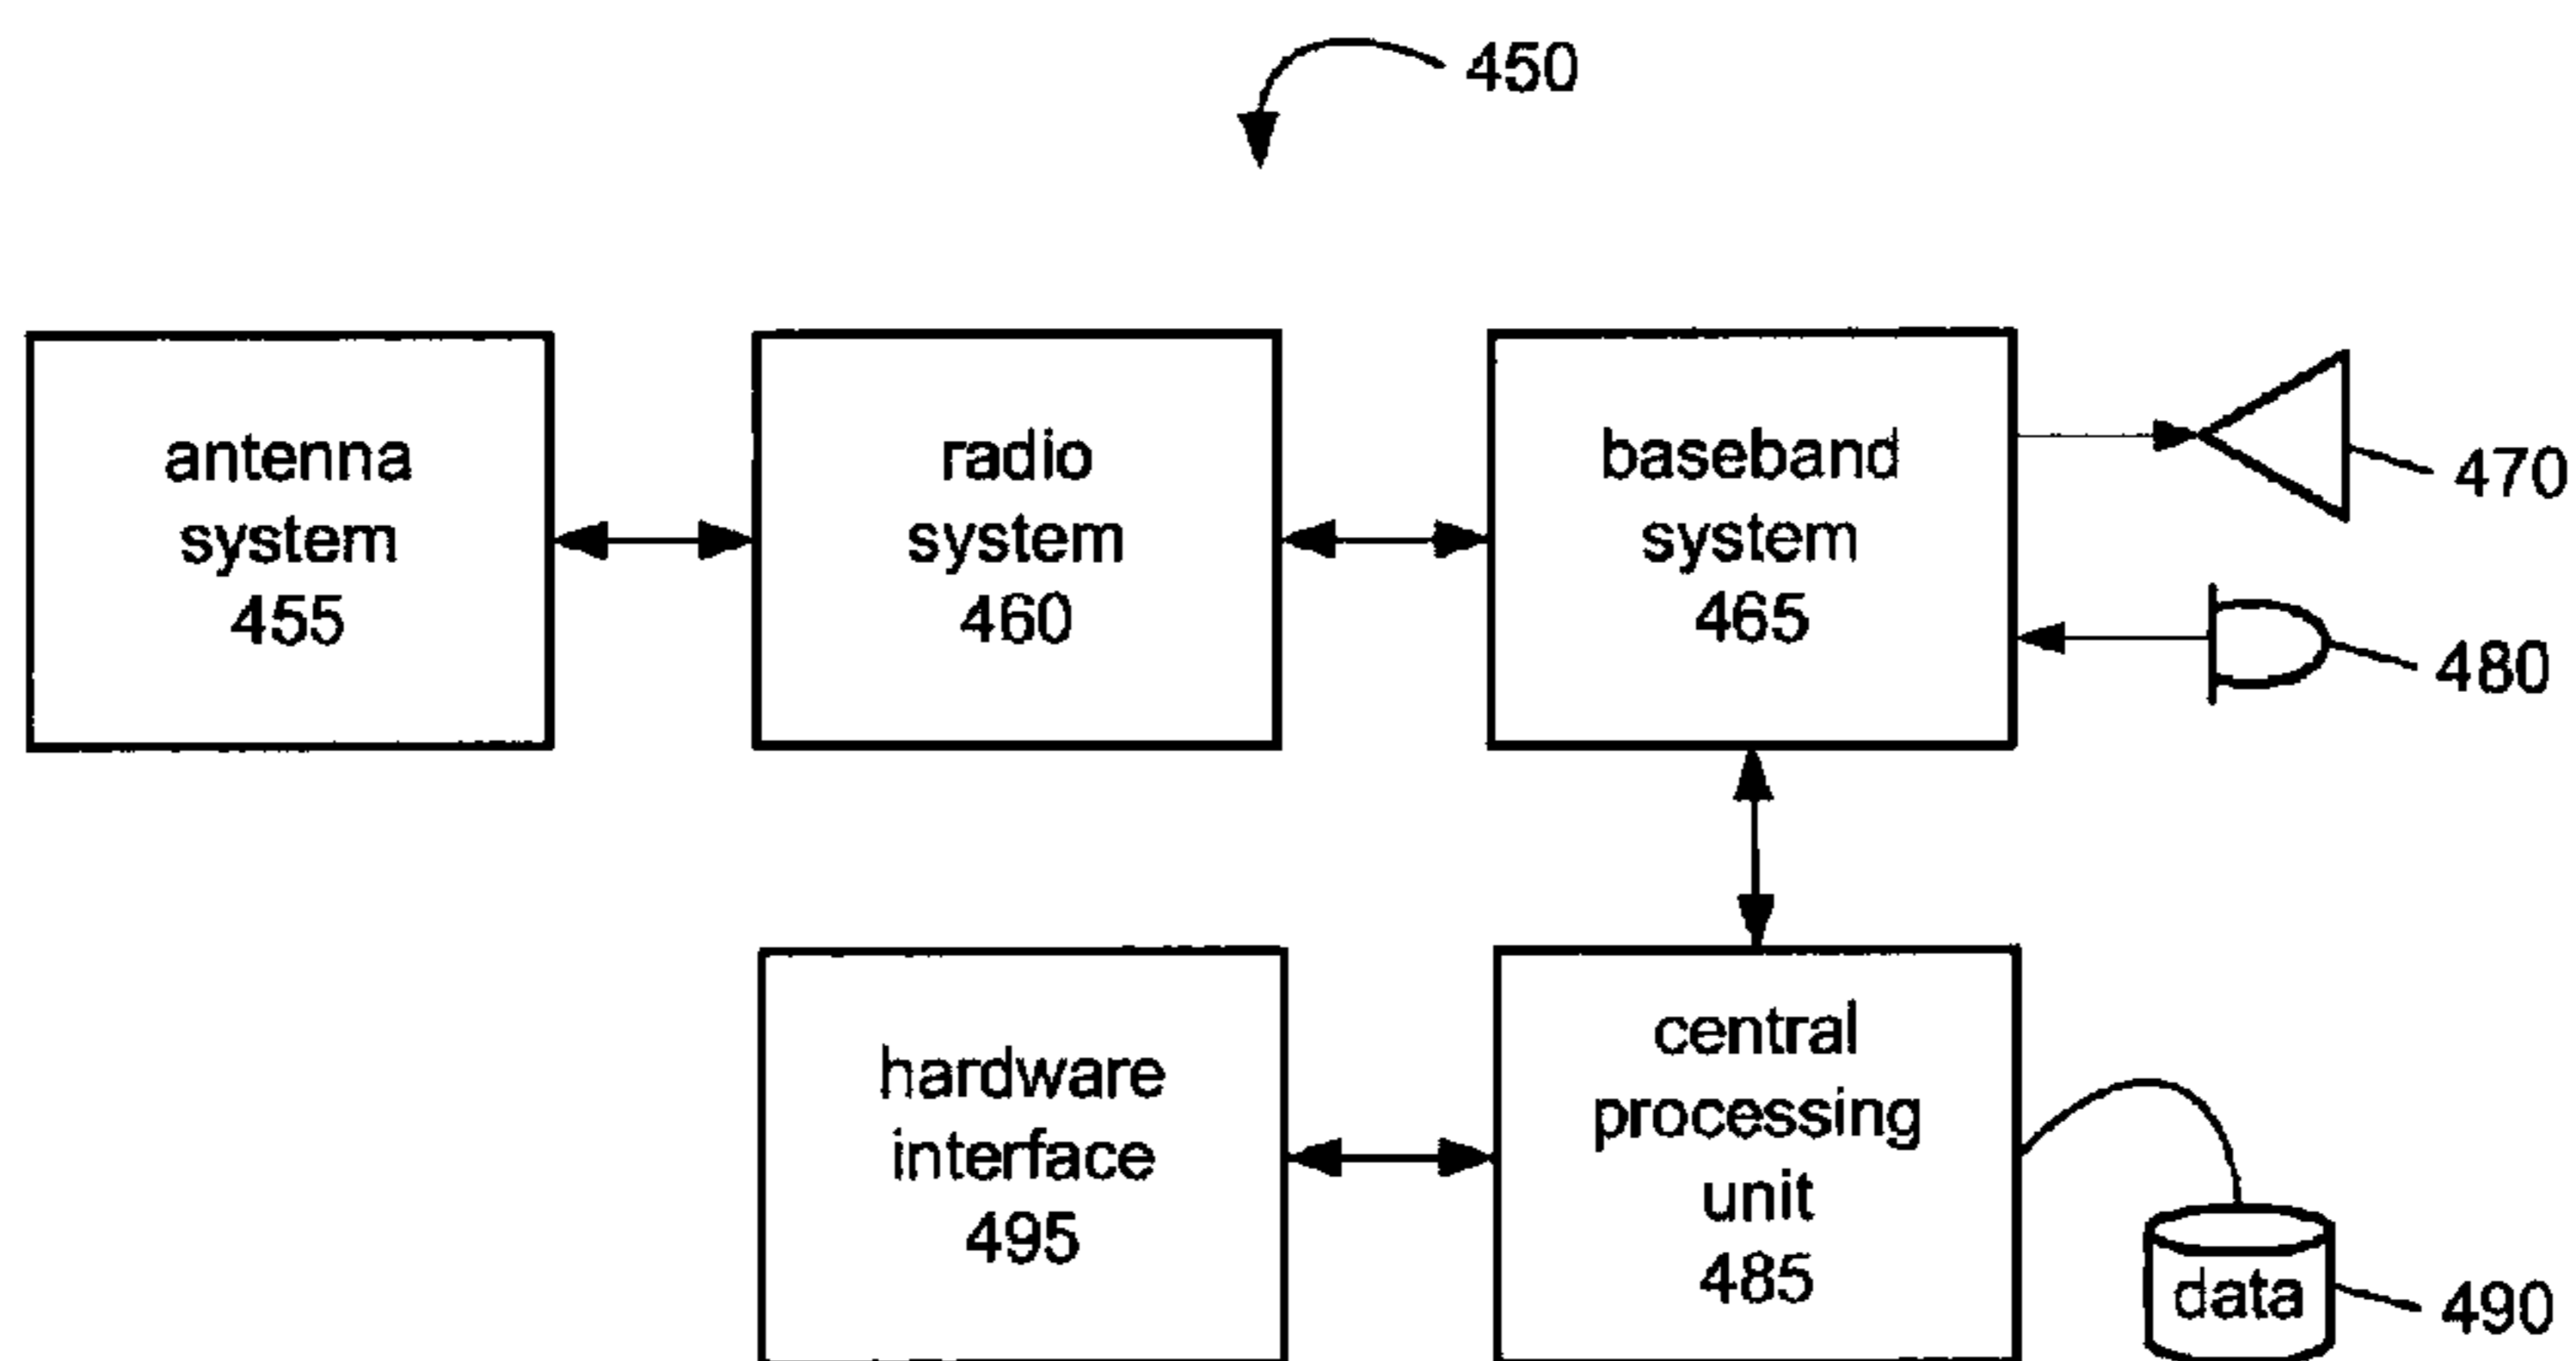 450
antenna
system
455
radio
system
460
baseband
system
465
470
480
hardware
interface
495
central
processing
unit
485
data
490